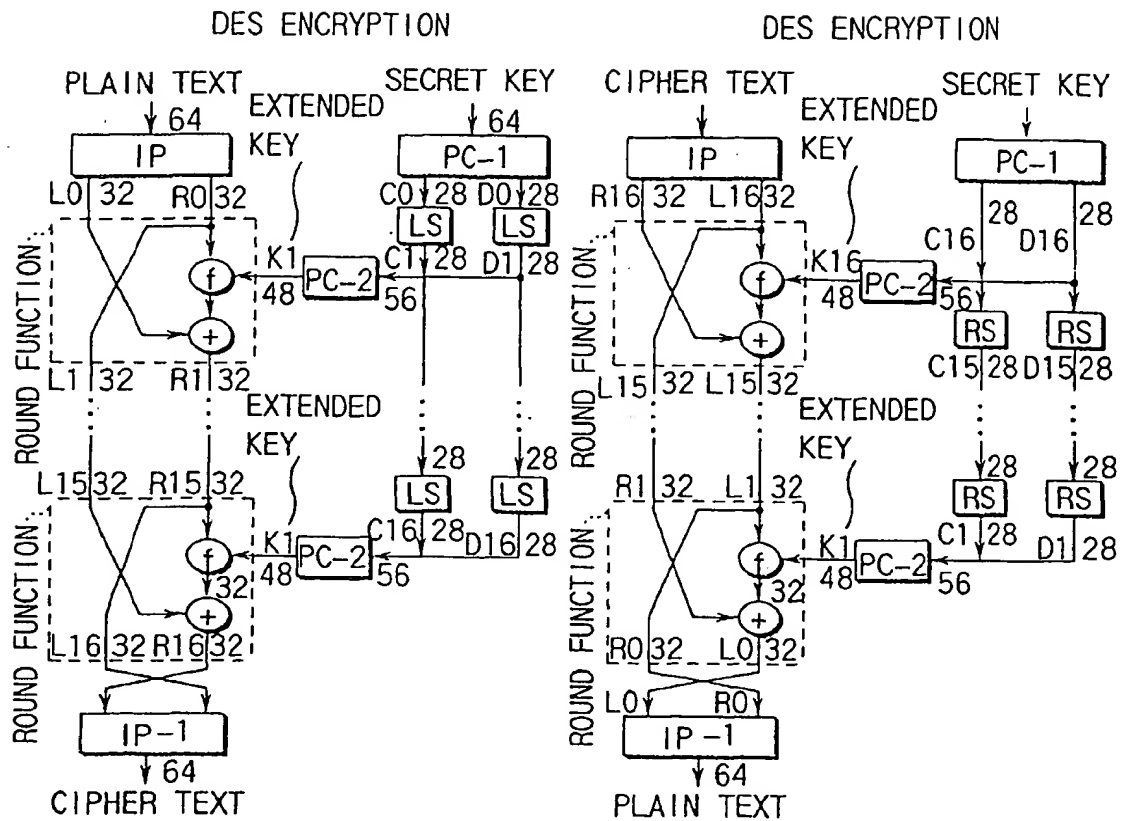 DES ENCRYPTION
PLAIN TEXT
64
IP
EXTENDED
KEY
SECRET KEY
64
PC-1
L0 32
R0 32
C0 28
D0 28
LS
LS
ROUND FUNCTION
f
K1
48
PC-2
56
C1 28
D1 28
+
L1 32
R1 32
EXTENDED
KEY
28
28
LS
LS
L15 32
R15 32
ROUND FUNCTION
f
K1
48
PC-2
56
C16 28
D16 28
32
+
L16 32
R16 32
IP-1
64
CIPHER TEXT
DES ENCRYPTION
CIPHER TEXT
IP
EXTENDED
KEY
SECRET KEY
PC-1
R16 32
L16 32
28
28
C16
D16
ROUND FUNCTION
f
K16
48
PC-2
56
RS
RS
+
C15 28
D15 28
L15 32
L15 32
EXTENDED
KEY
28
28
RS
RS
R1 32
L1 32
ROUND FUNCTION
f
K1
48
PC-2
56
C1 28
D1 28
32
+
R0 32
L0 32
L0
R0
IP-1
64
PLAIN TEXT